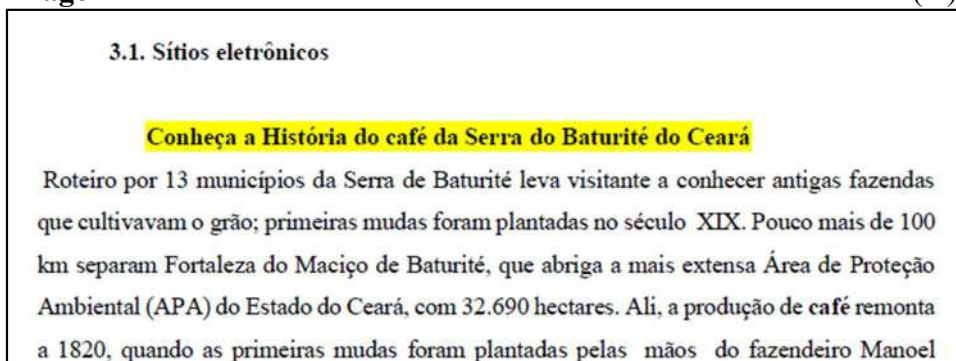 3.1. Sítios eletrônicos
Conheça a História do café da Serra do Baturité do Ceará
Roteiro por 13 municípios da Serra de Baturité leva visitante a conhecer antigas fazendas
que cultivavam o grão; primeiras mudas foram plantadas no século XIX. Pouco mais de 100
km separam Fortaleza do Maciço de Baturité, que abriga a mais extensa Área de Proteção
Ambiental (APA) do Estado do Ceará, com 32.690 hectares. Ali, a produção de café remonta
a 1820, quando as primeiras mudas foram plantadas pelas mãos do fazendeiro Manoel